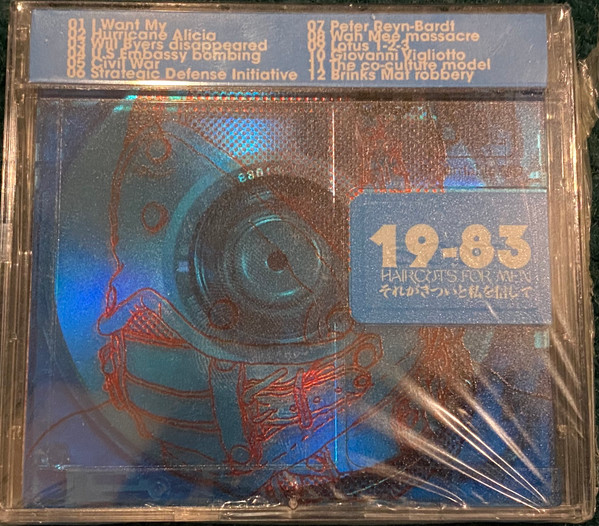 01 I Want My
02 Hurricane Alicia
03 Will Byers disappeared
04 U.S Embassy bombing
05 Civil War
06 Strategic Defense Initiative
07 Peter Reyn-Bardt
08 Wah Mee massacre
09 Lotus 1-2-3
10 Giovanni Vigliotto
11 The co-culture model
12 Brinks Mat robbery
1983
19-83
HAIRCUTS FOR MEN
それがきついと私を信じて